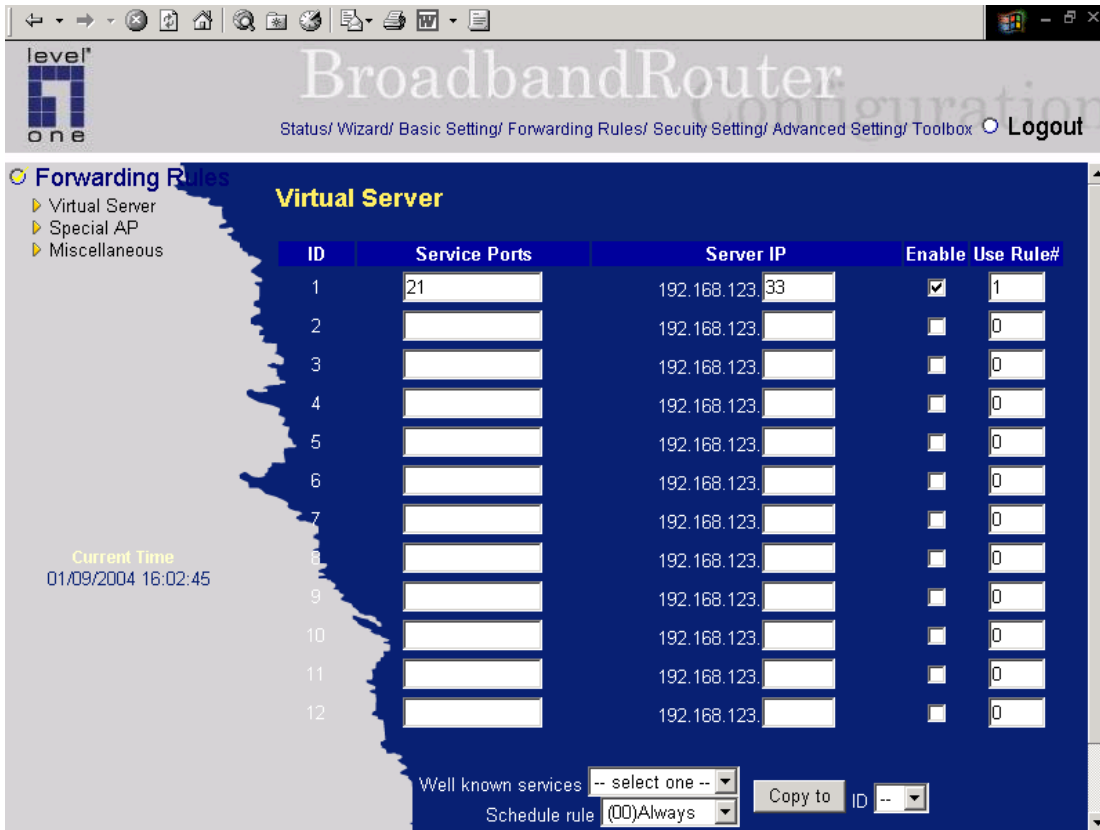 level*
one
BroadbandRouter
Configuration
Status/ Wizard/ Basic Setting/ Forwarding Rules/ Secuity Setting/ Advanced Setting/ Toolbox Logout
Forwarding Rules
Virtual Server
Special AP
Miscellaneous
Current Time
01/09/2004 16:02:45
Virtual Server
ID Service Ports Server IP Enable Use Rule#
1 21 192.168.123. 33 1
2 192.168.123. 0
3 192.168.123. 0
4 192.168.123. 0
5 192.168.123. 0
6 192.168.123. 0
7 192.168.123. 0
8 192.168.123. 0
9 192.168.123. 0
10 192.168.123. 0
11 192.168.123. 0
12 192.168.123. 0
Well known services -- select one -- Copy to ID --
Schedule rule (00)Always